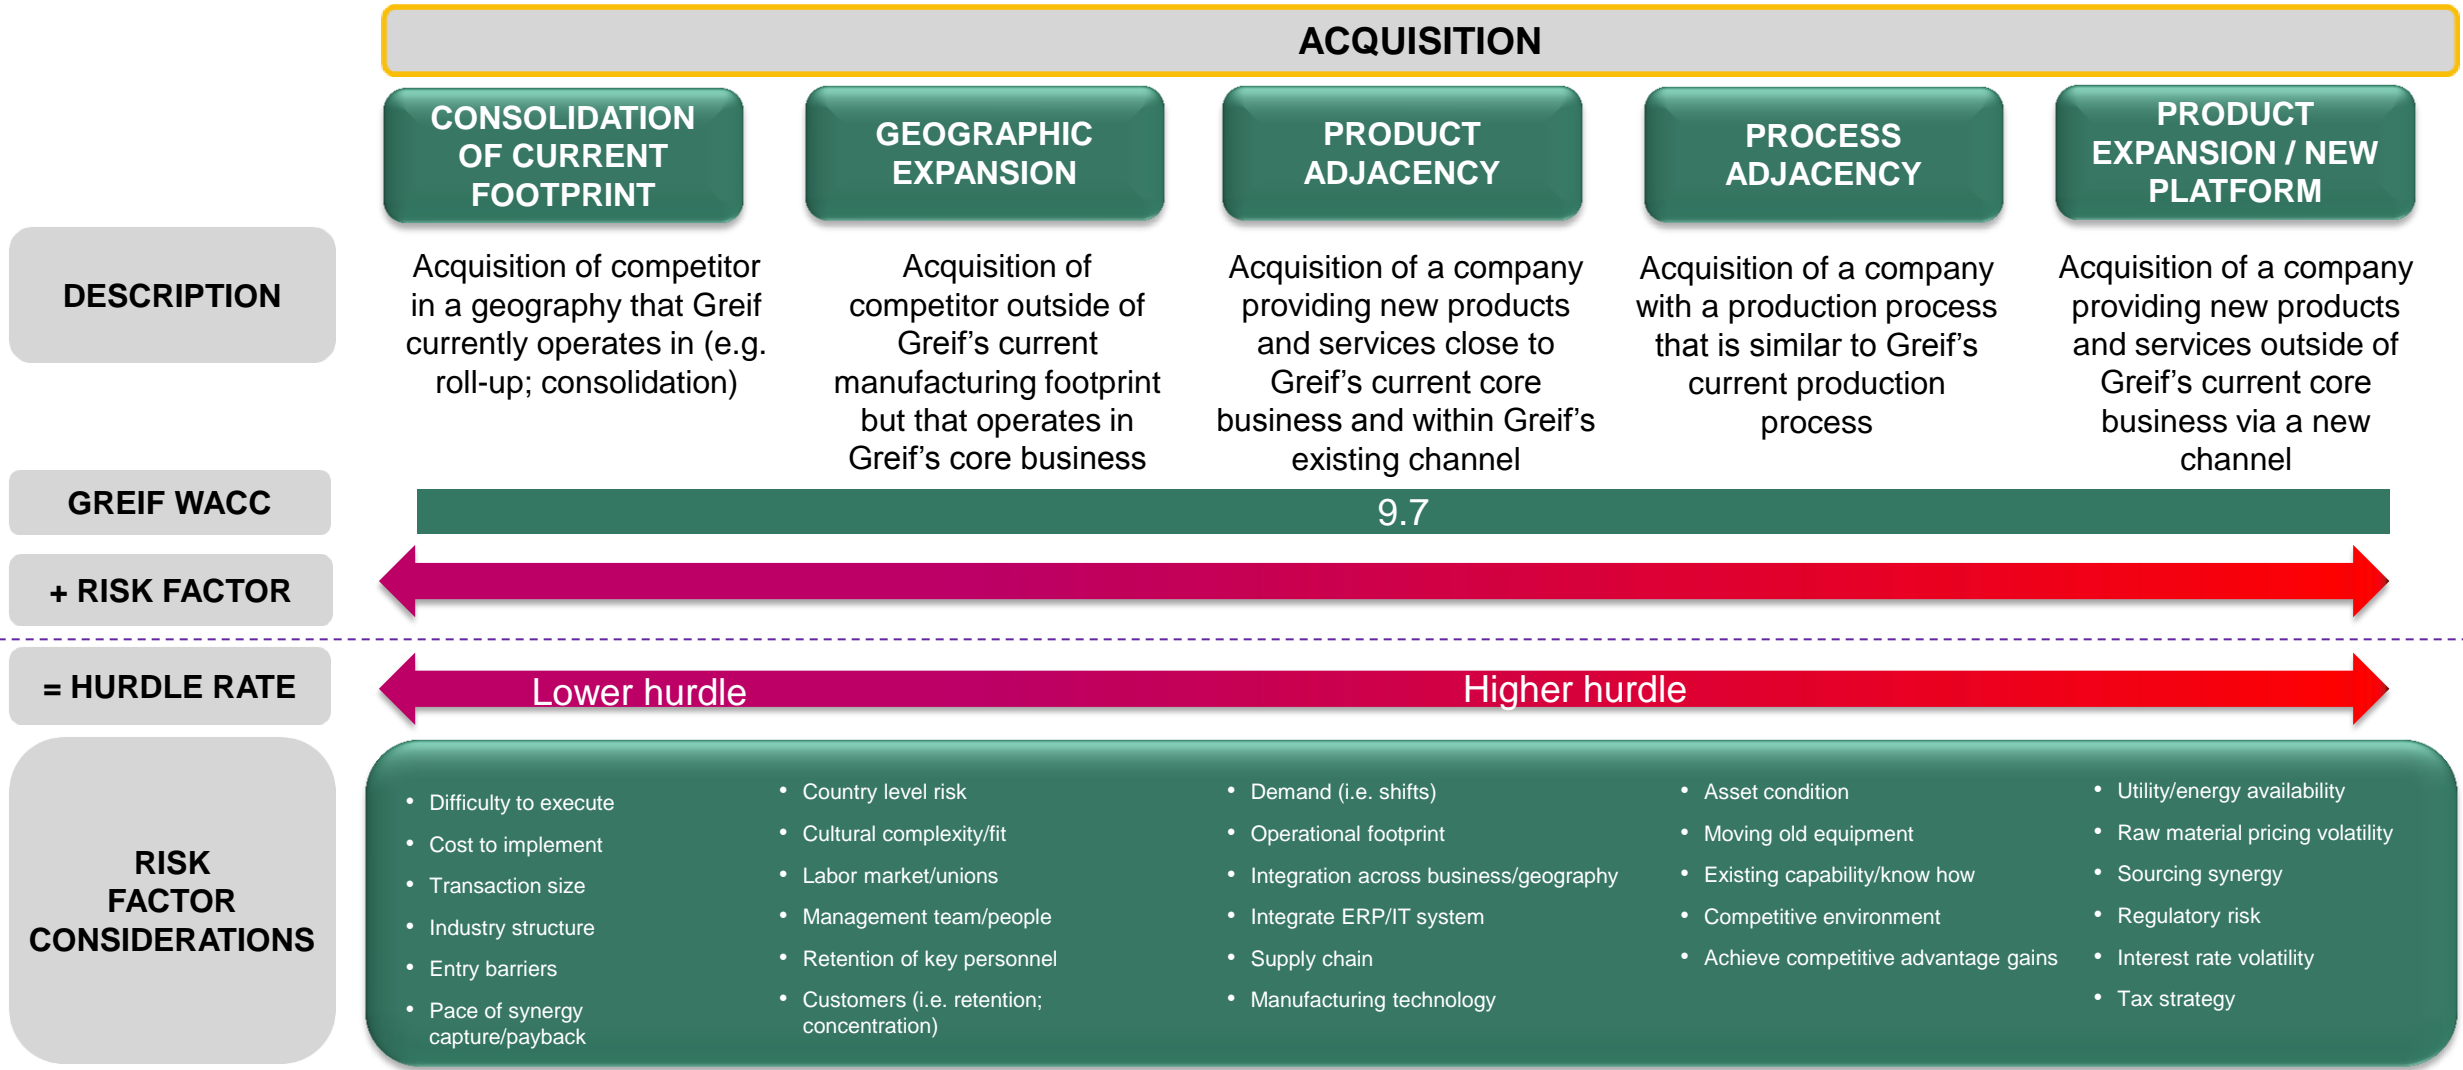 ACQUISITION
CONSOLIDATION
OF CURRENT
FOOTPRINT
GEOGRAPHIC
EXPANSION
PRODUCT
ADJACENCY
PROCESS
ADJACENCY
PRODUCT
EXPANSION / NEW
PLATFORM
DESCRIPTION
Acquisition of competitor
in a geography that Greif
currently operates in (e.g.
roll-up; consolidation)
Acquisition of
competitor outside of
Greif’s current
manufacturing footprint
but that operates in
Greif’s core business
Acquisition of a company
providing new products
and services close to
Greif’s current core
business and within Greif’s
existing channel
Acquisition of a company
with a production process
that is similar to Greif’s
current production
process
Acquisition of a company
providing new products
and services outside of
Greif’s current core
business via a new
channel
GREIF WACC
9.7
+ RISK FACTOR
= HURDLE RATE
Lower hurdle
Higher hurdle
RISK
FACTOR
CONSIDERATIONS
• Difficulty to execute
• Cost to implement
• Transaction size
• Industry structure
• Entry barriers
• Pace of synergy
capture/payback
• Country level risk
• Cultural complexity/fit
• Labor market/unions
• Management team/people
• Retention of key personnel
• Customers (i.e. retention;
concentration)
• Demand (i.e. shifts)
• Operational footprint
• Integration across business/geography
• Integrate ERP/IT system
• Supply chain
• Manufacturing technology
• Asset condition
• Moving old equipment
• Existing capability/know how
• Competitive environment
• Achieve competitive advantage gains
• Utility/energy availability
• Raw material pricing volatility
• Sourcing synergy
• Regulatory risk
• Interest rate volatility
• Tax strategy